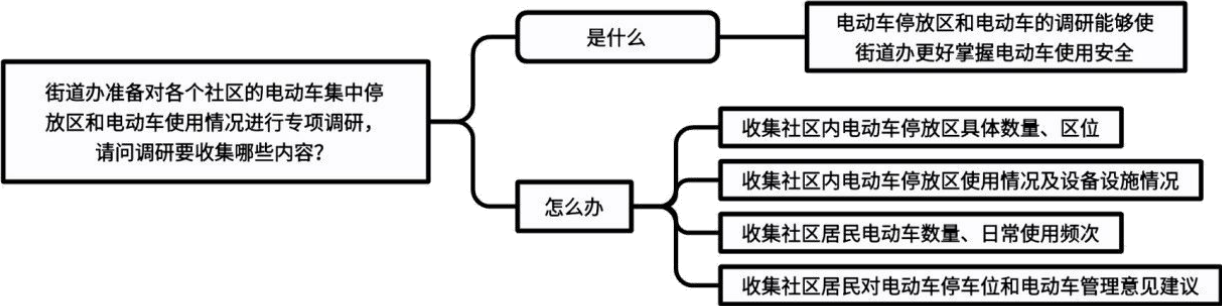 街道办准备对各个社区的电动车集中停
放区和电动车使用情况进行专项调研，
请问调研要收集哪些内容？
是什么
电动车停放区和电动车的调研能够使
街道办更好掌握电动车使用安全
怎么办
收集社区内电动车停放区具体数量、区位
收集社区内电动车停放区使用情况及设备设施情况
收集社区居民电动车数量、日常使用频次
收集社区居民对电动车停车位和电动车管理意见建议